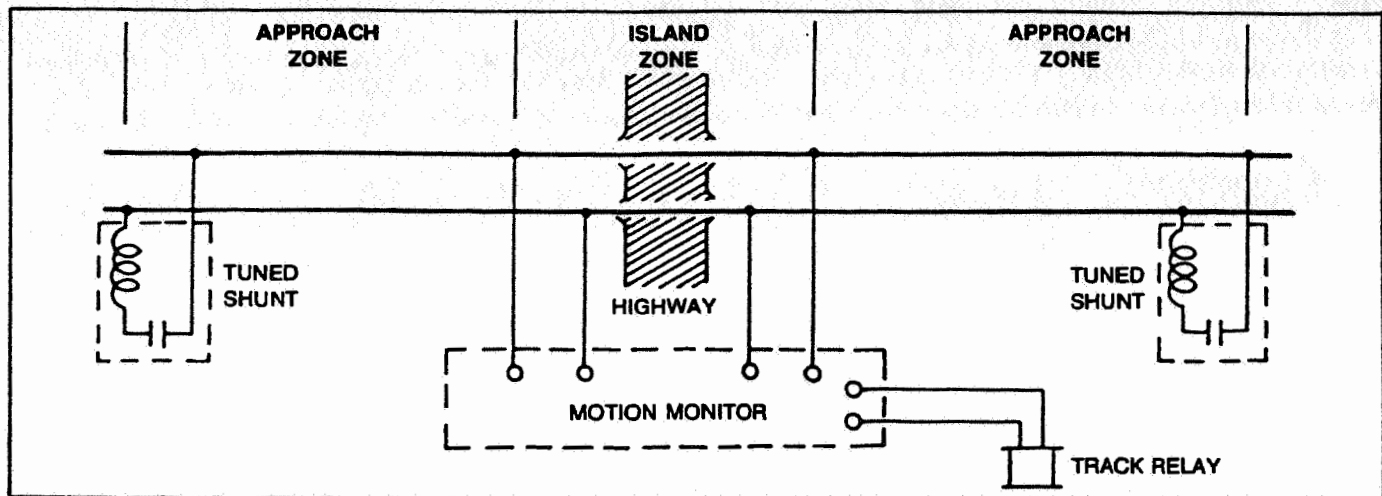 APPROACH
ZONE
ISLAND
ZONE
APPROACH
ZONE
TUNED
SHUNT
HIGHWAY
TUNED
SHUNT
MOTION MONITOR
TRACK RELAY